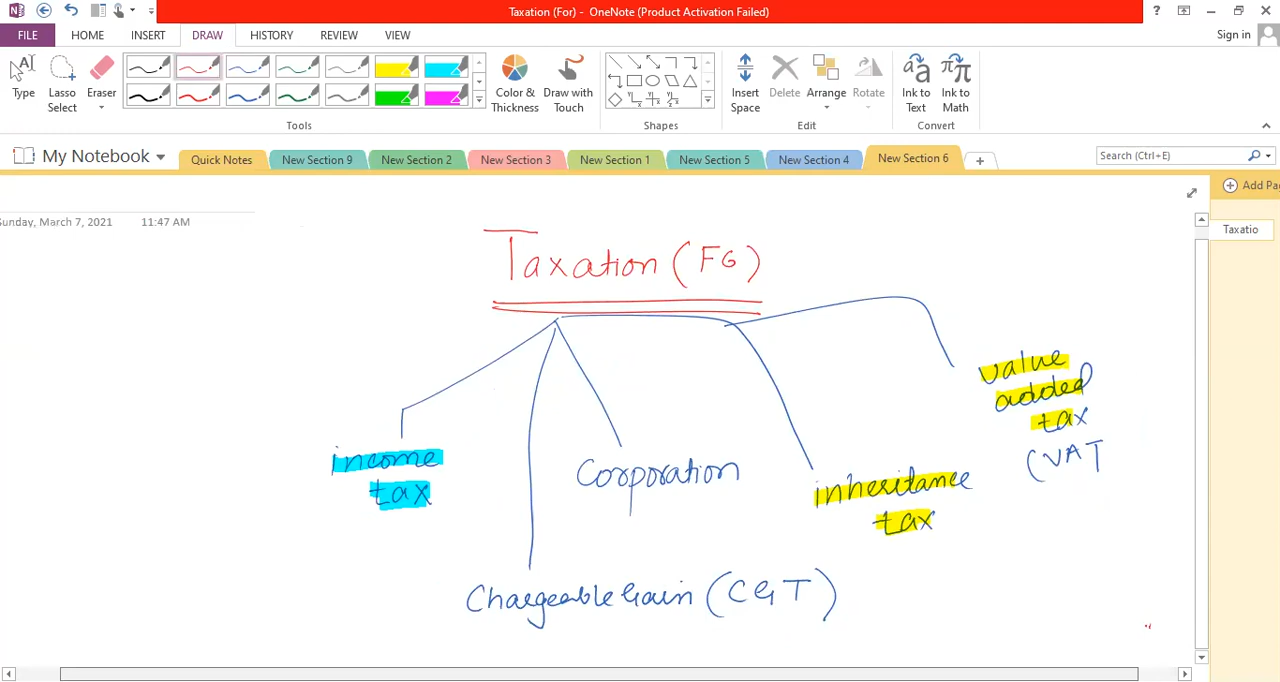 Taxation (For) - OneNote (Product Activation Failed)
FILE HOME INSERT DRAW HISTORY REVIEW VIEW
Sign in
Type
Lasso Select
Eraser
Color & Thickness
Draw with Touch
Insert Space
Delete
Arrange
Rotate
Ink to Text
Ink to Math
Tools Shapes Edit Convert
My Notebook Quick Notes New Section 9 New Section 2 New Section 3 New Section 1 New Section 5 New Section 4 New Section 6 Search (Ctrl+E)
Add Pag
Taxatio
unday, March 7, 2021 11:47 AM
Taxation (F6)
value
added
tax
(VAT
income
tax
Corporation
inheritance
tax
Chargeable Gain (CGT)